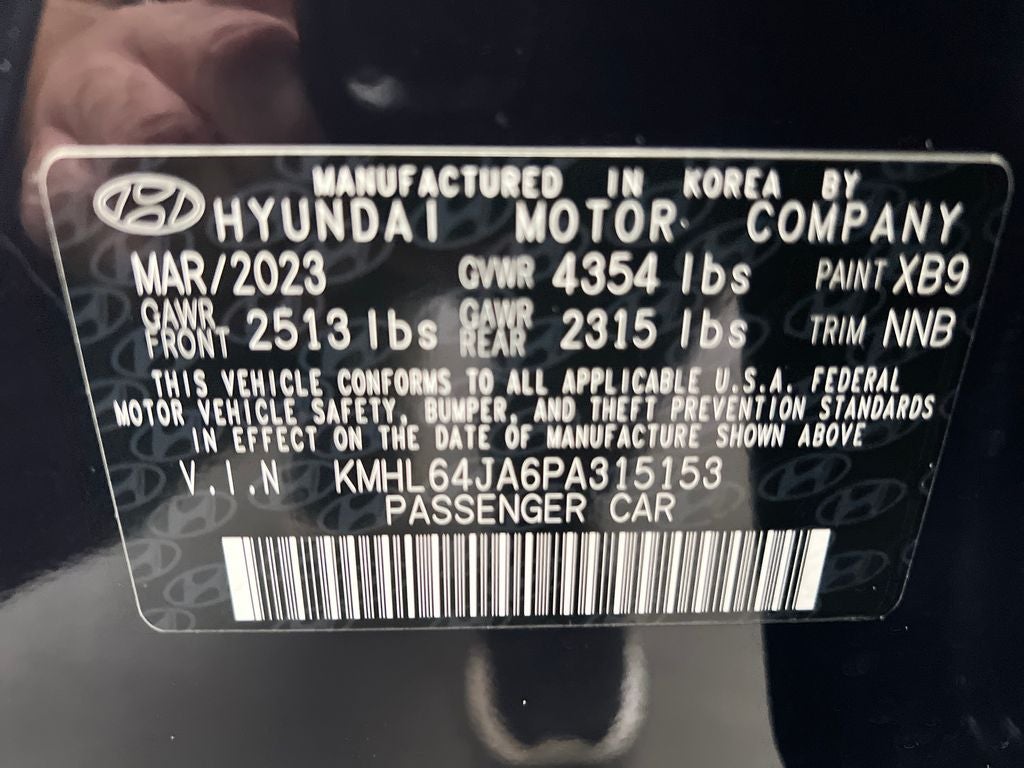 MANUFACTURED IN KOREA BY
HYUNDAI MOTOR COMPANY
MAR/2023 GVWR 4354 lbs PAINT XB9
GAWR FRONT 2513 lbs GAWR REAR 2315 lbs TRIM NNB
THIS VEHICLE CONFORMS TO ALL APPLICABLE U.S.A. FEDERAL
MOTOR VEHICLE SAFETY, BUMPER, AND THEFT PREVENTION STANDARDS
IN EFFECT ON THE DATE OF MANUFACTURE SHOWN ABOVE
V.I.N KMHL64JA6PA315153
PASSENGER CAR